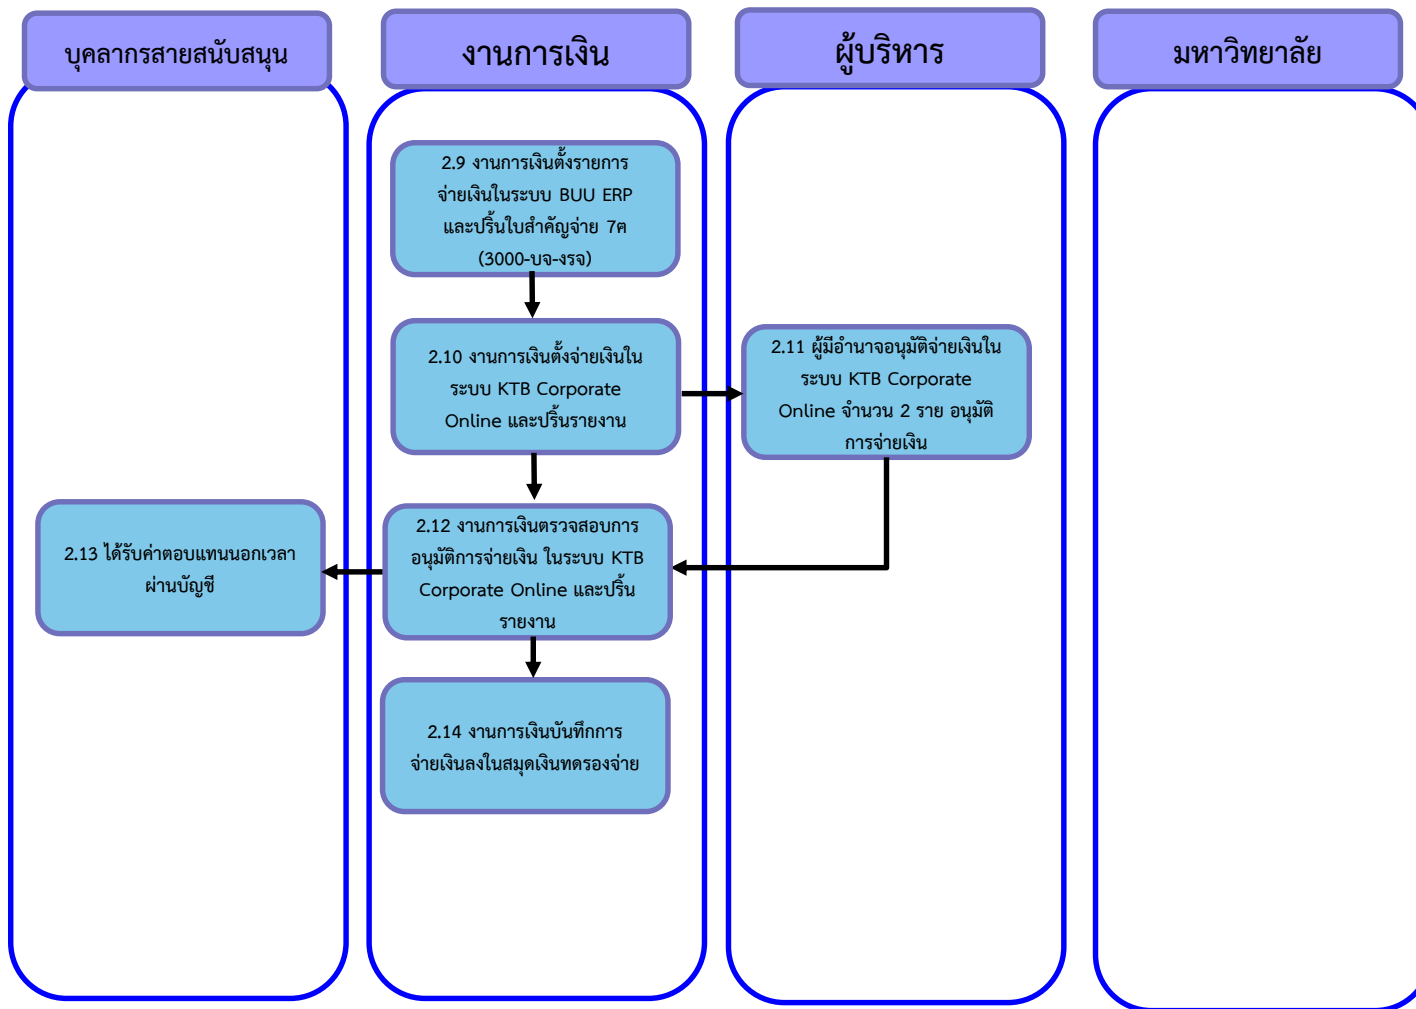 บุคลากรสายสนับสนุน
งานการเงิน
ผู้บริหาร
มหาวิทยาลัย
2.9 งานการเงินตั้งรายการ
จ่ายเงินในระบบ BUU ERP
และปริ้นใบสำคัญจ่าย 7ฅ
(3000-บจ-งรจ)
2.10 งานการเงินตั้งจ่ายเงินใน
ระบบ KTB Corporate
Online และปริ้นรายงาน
2.11 ผู้มีอำนาจอนุมัติจ่ายเงินใน
ระบบ KTB Corporate
Online จำนวน 2 ราย อนุมัติ
การจ่ายเงิน
2.12 งานการเงินตรวจสอบการ
อนุมัติการจ่ายเงิน ในระบบ KTB
Corporate Online และปริ้น
รายงาน
2.13 ได้รับค่าตอบแทนนอกเวลา
ผ่านบัญชี
2.14 งานการเงินบันทึกการ
จ่ายเงินลงในสมุดเงินทดรองจ่าย